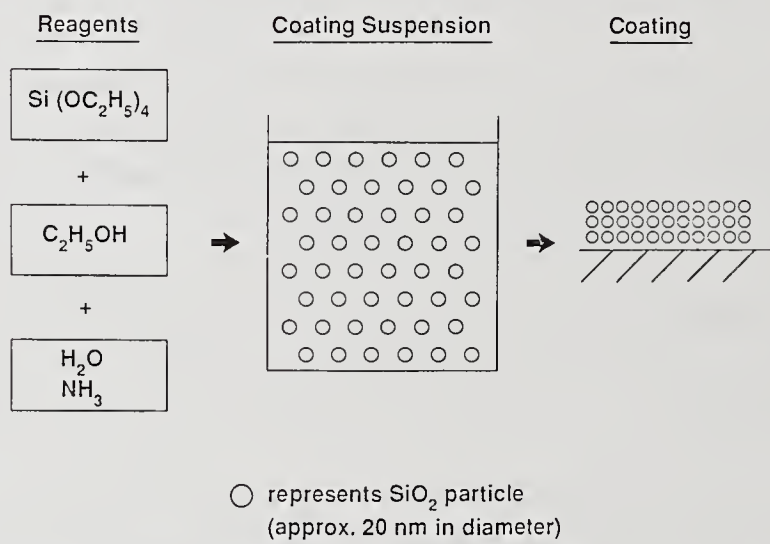 Reagents
Coating Suspension
Coating
Si (OC₂H₅)₄
+
C₂H₅OH
+
H₂O
NH₃
represents SiO₂ particle
(approx. 20 nm in diameter)